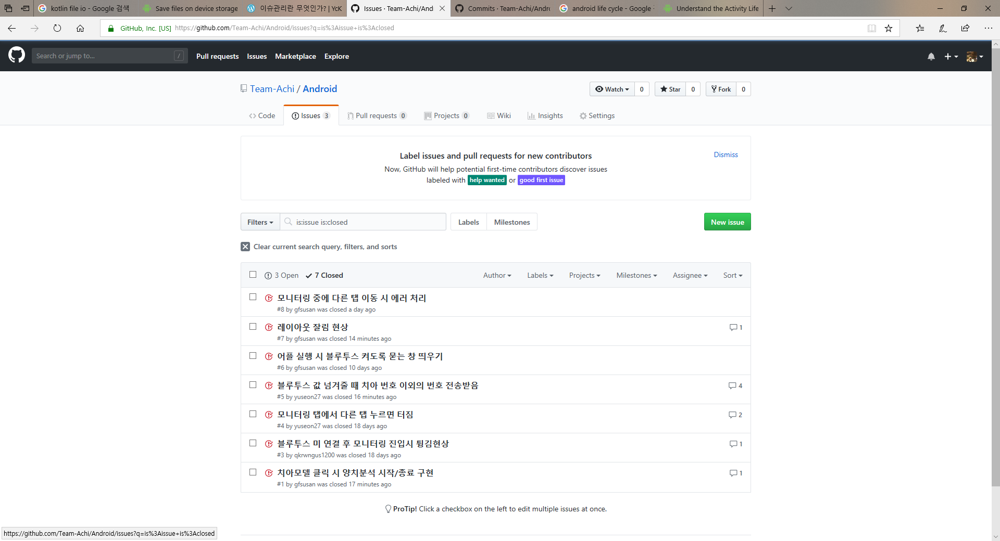 kotlin file io - Google 검색
Save files on device storage
이슈관리란 무엇인가? | YcK
Issues · Team-Achi/Andr
Commits · Team-Achi/Andro
android life cycle - Google
Understand the Activity Life
GitHub, Inc. [US] https://github.com/Team-Achi/Android/issues?q=is%3Aissue+is%3Aclosed
Search or jump to... /
Pull requests Issues Marketplace Explore
Team-Achi / Android
Watch 0 Star 0 Fork 0
Code Issues 3 Pull requests 0 Projects 0 Wiki Insights Settings
Label issues and pull requests for new contributors
Dismiss
Now, GitHub will help potential first-time contributors discover issues
labeled with help wanted or good first issue
Filters is:issue is:closed Labels Milestones New issue
Clear current search query, filters, and sorts
3 Open 7 Closed Author Labels Projects Milestones Assignee Sort
모니터링 중에 다른 탭 이동 시 에러 처리
#8 by gfsusan was closed a day ago
레이아웃 잘림 현상 1
#7 by gfsusan was closed 14 minutes ago
어플 실행 시 블루투스 켜도록 묻는 창 띄우기
#6 by gfsusan was closed 10 days ago
블루투스 값 넘겨줄 때 치아 번호 이외의 번호 전송받음 4
#5 by yuseon27 was closed 16 minutes ago
모니터링 탭에서 다른 탭 누르면 터짐 2
#4 by yuseon27 was closed 18 days ago
블루투스 미 연결 후 모니터링 진입시 튕김현상 1
#3 by qkrwngus1200 was closed 18 days ago
치아모델 클릭 시 양치분석 시작/종료 구현 1
#1 by gfsusan was closed 17 minutes ago
ProTip! Click a checkbox on the left to edit multiple issues at once.
https://github.com/Team-Achi/Android/issues?q=is%3Aissue+is%3Aclosed